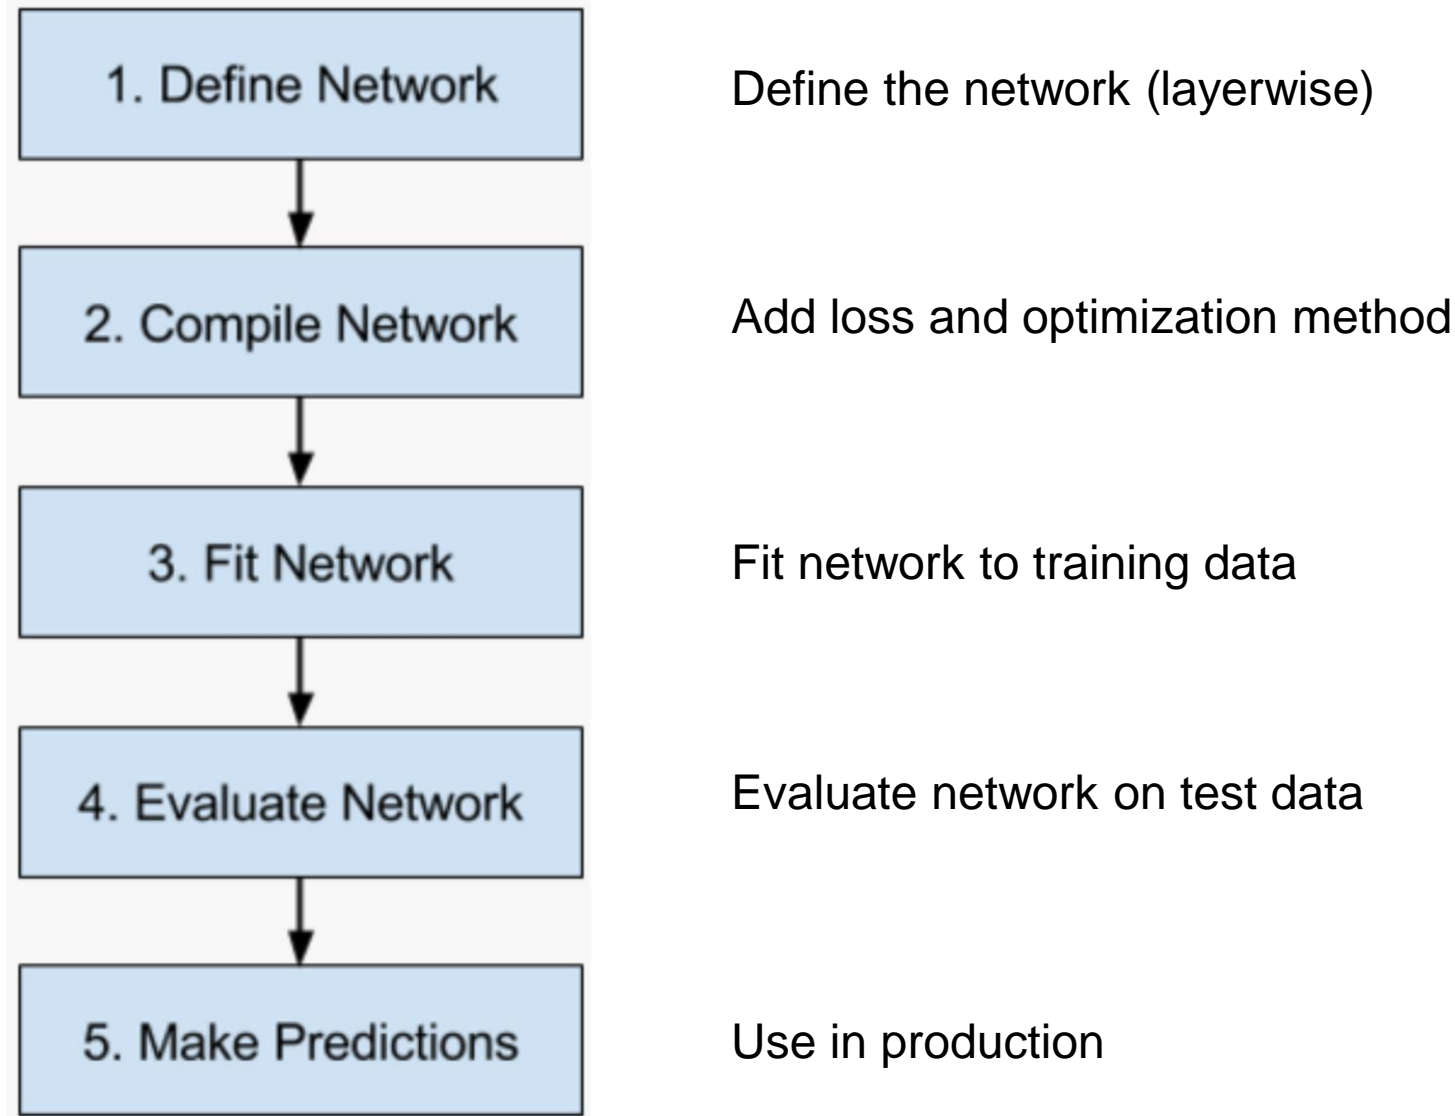 1. Define Network
Define the network (layerwise)
2. Compile Network
Add loss and optimization method
3. Fit Network
Fit network to training data
4. Evaluate Network
Evaluate network on test data
5. Make Predictions
Use in production